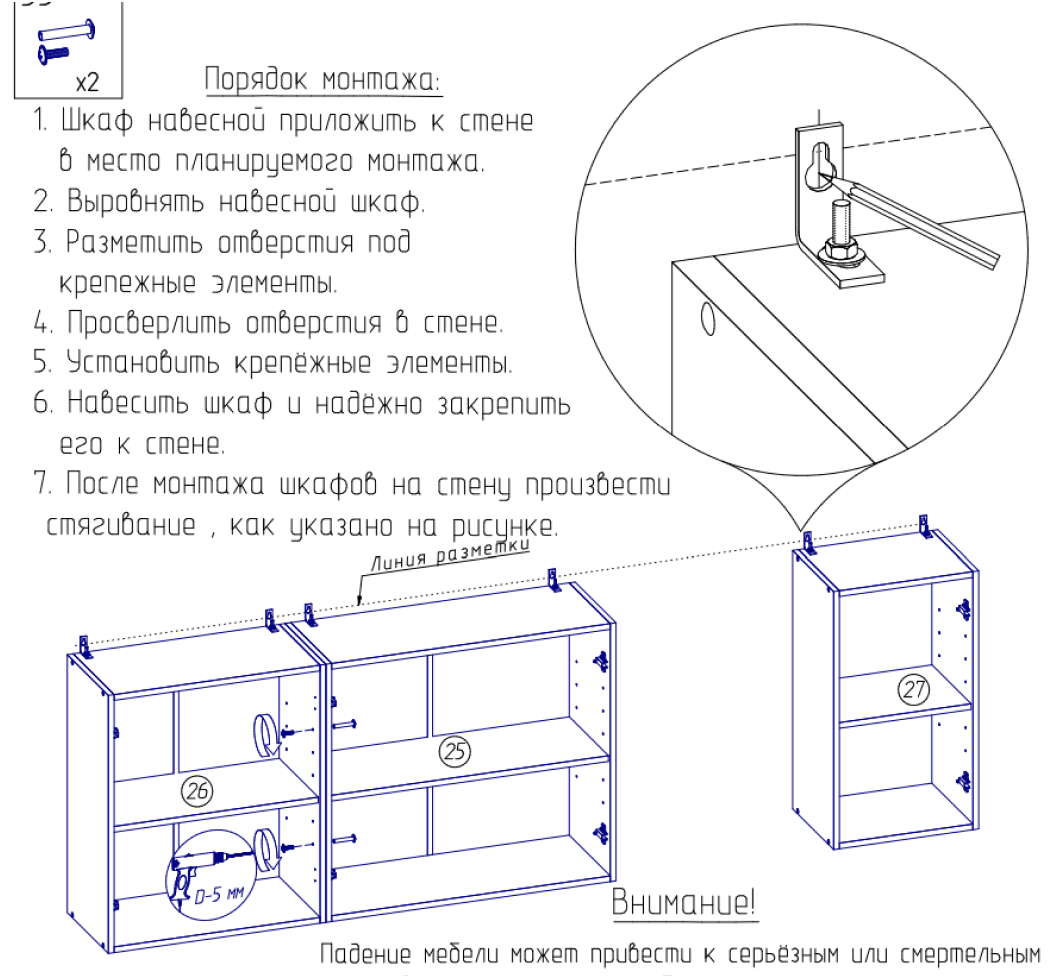 x2
Порядок монтажа:
1. Шкаф навесной приложить к стене
в место планируемого монтажа.
2. Выровнять навесной шкаф.
3. Разметить отверстия под
крепежные элементы.
4. Просверлить отверстия в стене.
5. Установить крепёжные элементы.
6. Навесить шкаф и надёжно закрепить
его к стене.
7. После монтажа шкафов на стену произвести
стягивание , как указано на рисунке.
Линия разметки
27
25
26
D-5 мм
Внимание!
Падение мебели может привести к серьёзным или смертельным